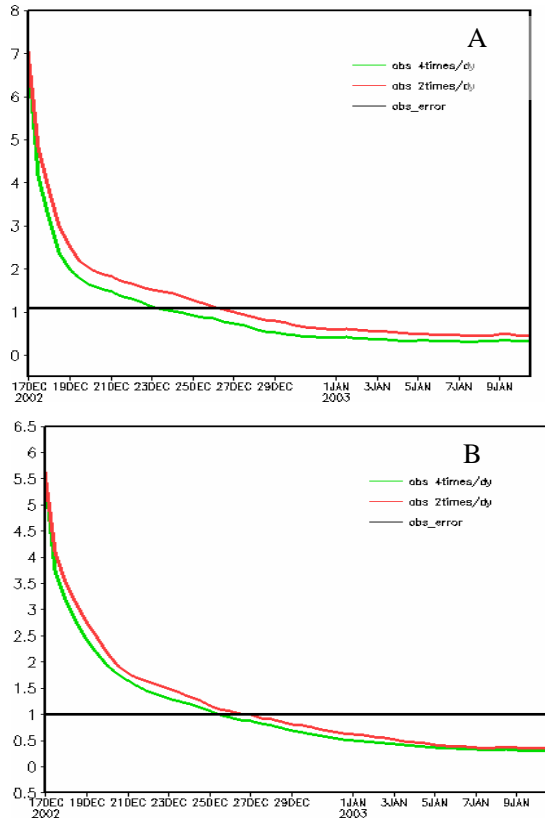 8
A
obs 4times/dy
obs 2times/dy
obs_error
7
6
5
4
3
2
1
0
17DEC 19DEC 21DEC 23DEC 25DEC 27DEC 29DEC 1JAN 3JAN 5JAN 7JAN 9JAN
2002 2003
6.5
B
obs 4times/dy
obs 2times/dy
obs_error
6
5.5
5
4.5
4
3.5
3
2.5
2
1.5
1
0.5
0
0.5
17DEC 19DEC 21DEC 23DEC 25DEC 27DEC 29DEC 1JAN 3JAN 5JAN 7JAN 9JAN
2002 2003